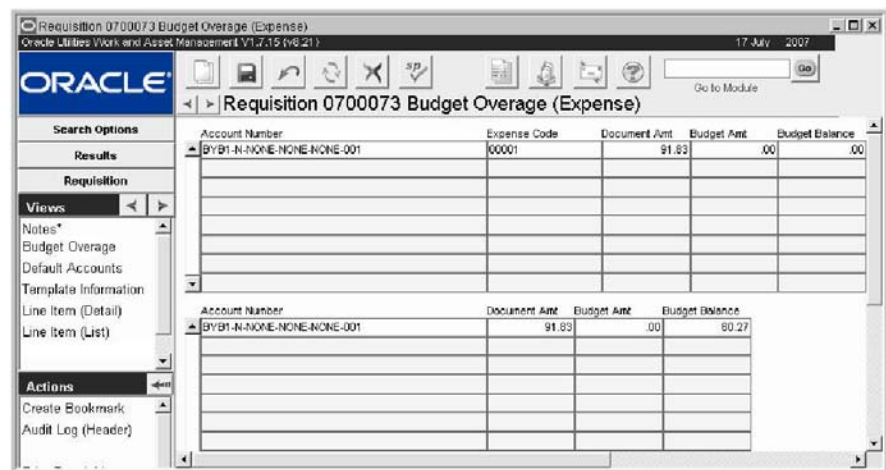 Requisition 0700073 Budget Overage (Expense)
Oracle Utilities Work and Asset Management V1.7.15 (v8.21) 17 July 2007
ORACLE
sp
Go
Go to Module
Requisition 0700073 Budget Overage (Expense)
Search Options
Results
Requisition
Views
Notes*
Budget Overage
Default Accounts
Template Information
Line Item (Detail)
Line Item (List)
Actions
Create Bookmark
Audit Log (Header)
Account Number Expense Code Document Amt Budget Amt Budget Balance
BYB1-N-NONE-NONE-NONE-001 00001 91.83 .00 .00
Account Number Document Amt Budget Amt Budget Balance
BYB1-N-NONE-NONE-NONE-001 91.83 .00 60.27